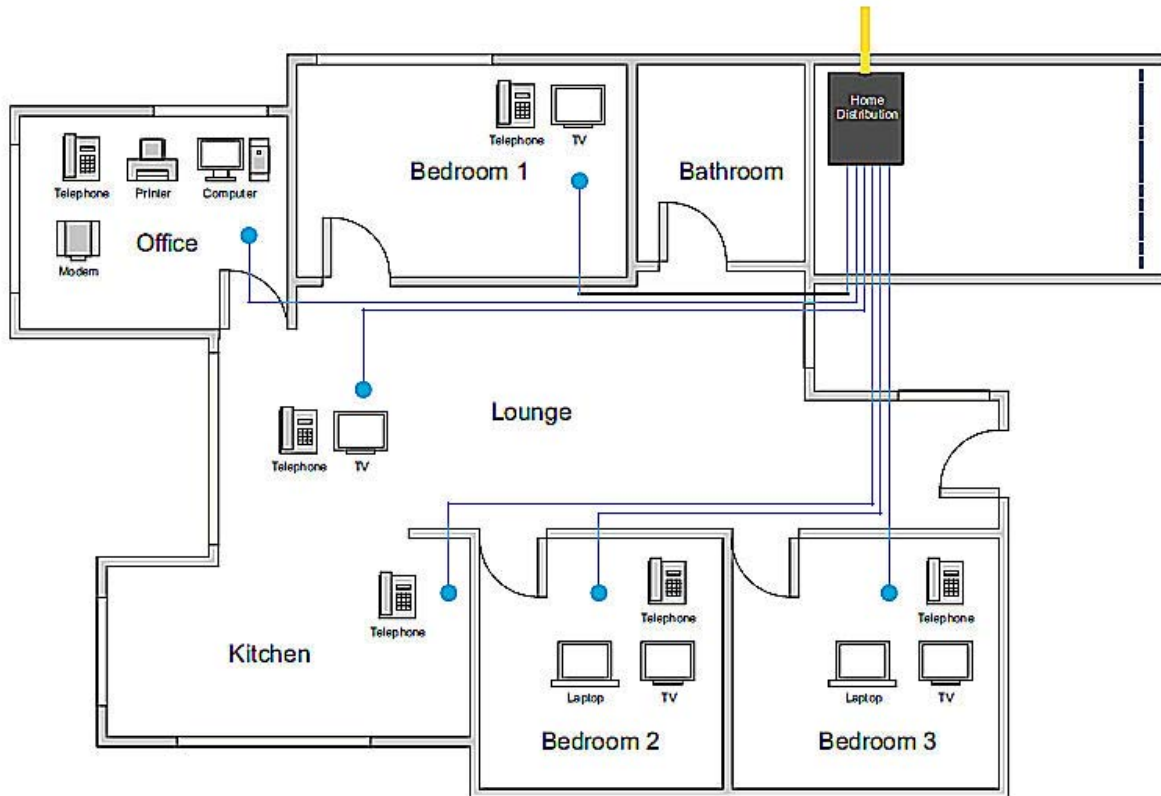 Home
Distribution
Telephone
TV
Bedroom 1
Bathroom
Telephone
Printer
Computer
Office
Modem
Lounge
Telephone
TV
Telephone
Kitchen
Telephone
Laptop
TV
Bedroom 2
Telephone
Laptop
TV
Bedroom 3